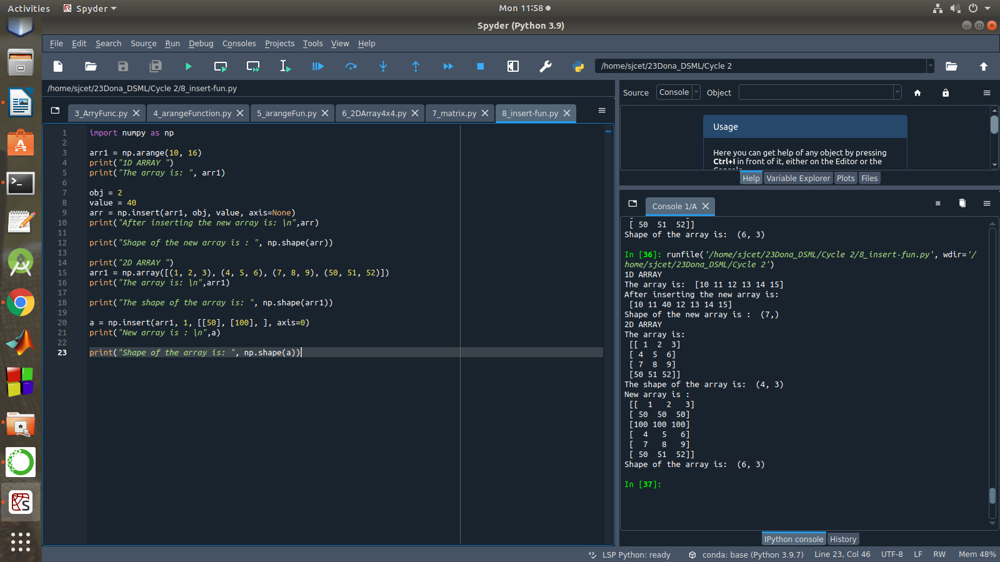 Activities Spyder Mon 11:58
Spyder (Python 3.9)
File Edit Search Source Run Debug Consoles Projects Tools View Help
/home/sjcet/23Dona_DSML/Cycle 2
/home/sjcet/23Dona_DSML/Cycle 2/8_insert-fun.py
3_ArryFunc.py 4_arangeFunction.py 5_arangeFun.py 6_2DArray4x4.py 7_matrix.py 8_insert-fun.py
1 import numpy as np
2
3 arr1 = np.arange(10, 16)
4 print("1D ARRAY ")
5 print("The array is: ", arr1)
6
7 obj = 2
8 value = 40
9 arr = np.insert(arr1, obj, value, axis=None)
10 print("After inserting the new array is: \n",arr)
11
12 print("Shape of the new array is : ", np.shape(arr))
13
14 print("2D ARRAY ")
15 arr1 = np.array([(1, 2, 3), (4, 5, 6), (7, 8, 9), (50, 51, 52)])
16 print("The array is: \n",arr1)
17
18 print("The shape of the array is: ", np.shape(arr1))
19
20 a = np.insert(arr1, 1, [[50], [100], ], axis=0)
21 print("New array is : \n",a)
22
23 print("Shape of the array is: ", np.shape(a))
Source Console Object
Usage
Here you can get help of any object by pressing
Ctrl+I in front of it, either on the Editor or the
Help Variable Explorer Plots Files
Console 1/A
[ 50 51 52]]
Shape of the array is: (6, 3)
In [36]: runfile('/home/sjcet/23Dona_DSML/Cycle 2/8_insert-fun.py', wdir='/
home/sjcet/23Dona_DSML/Cycle 2')
1D ARRAY
The array is: [10 11 12 13 14 15]
After inserting the new array is:
[10 11 40 12 13 14 15]
Shape of the new array is : (7,)
2D ARRAY
The array is:
[[ 1 2 3]
[ 4 5 6]
[ 7 8 9]
[50 51 52]]
The shape of the array is: (4, 3)
New array is :
[[ 1 2 3]
[ 50 50 50]
[100 100 100]
[ 4 5 6]
[ 7 8 9]
[ 50 51 52]]
Shape of the array is: (6, 3)
In [37]:
IPython console History
LSP Python: ready conda: base (Python 3.9.7) Line 23, Col 46 UTF-8 LF RW Mem 48%